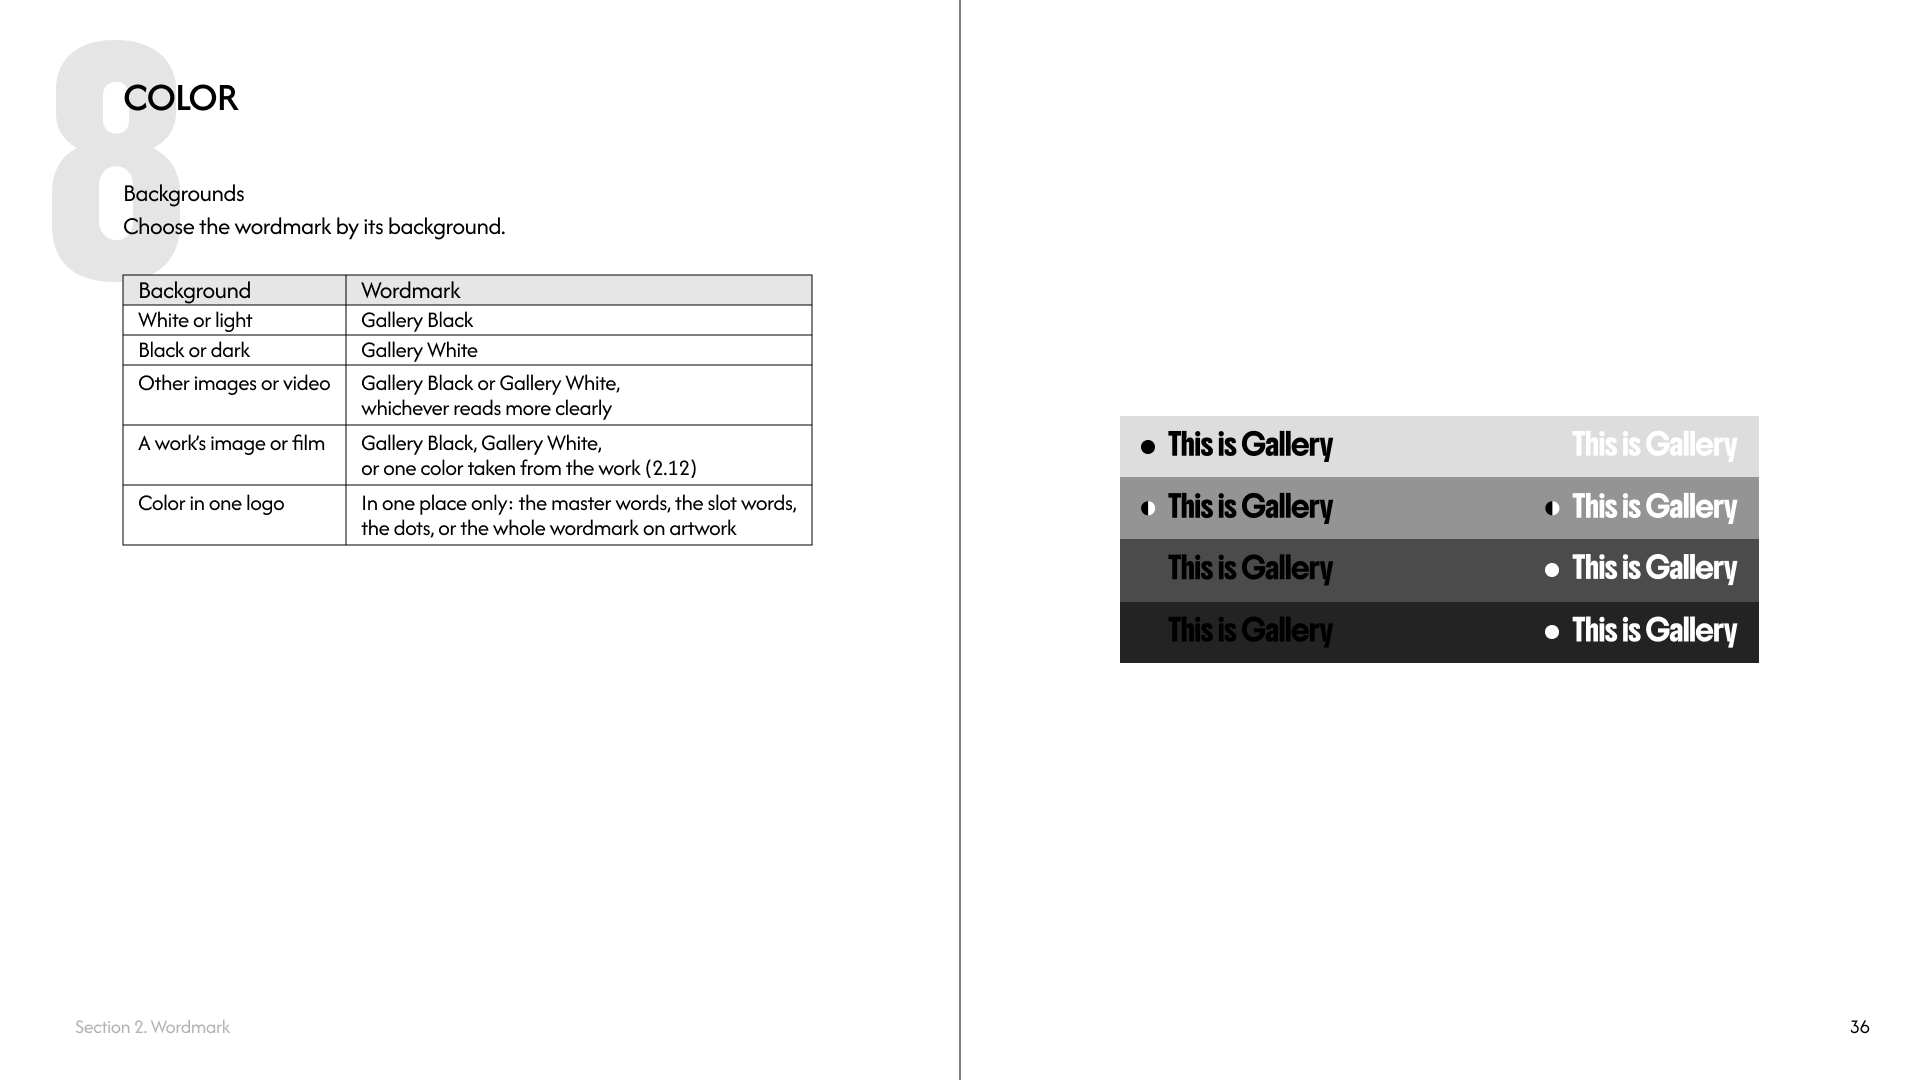 8
COLOR
Backgrounds
Choose the wordmark by its background.
Background Wordmark
White or light Gallery Black
Black or dark Gallery White
Other images or video Gallery Black or Gallery White,
whichever reads more clearly
A work's image or film Gallery Black, Gallery White,
or one color taken from the work (2.12)
Color in one logo In one place only: the master words, the slot words,
the dots, or the whole wordmark on artwork
This is Gallery This is Gallery
This is Gallery This is Gallery
This is Gallery This is Gallery
This is Gallery This is Gallery
Section 2. Wordmark
36